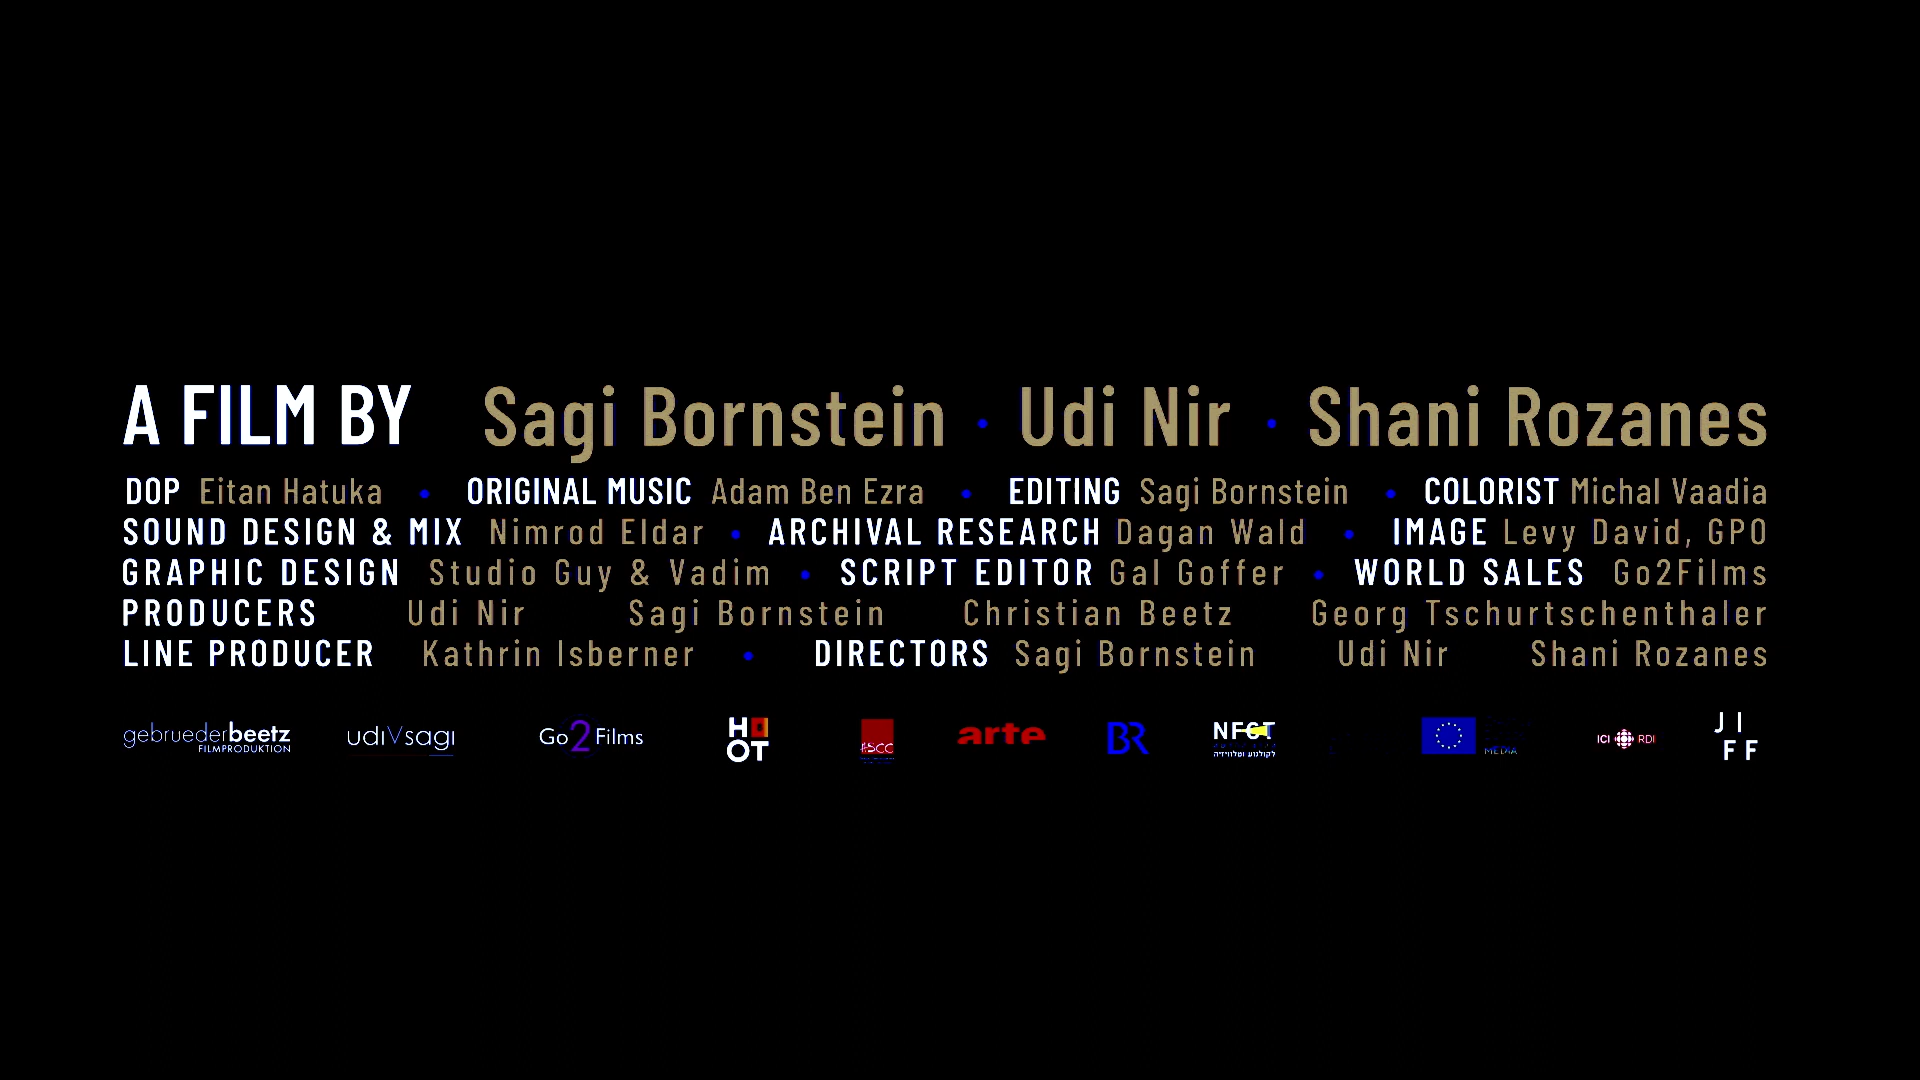 A FILM BY Sagi Bornstein • Udi Nir • Shani Rozanes
DOP Eitan Hatuka • ORIGINAL MUSIC Adam Ben Ezra • EDITING Sagi Bornstein • COLORIST Michal Vaadia
SOUND DESIGN & MIX Nimrod Eldar • ARCHIVAL RESEARCH Dagan Wald • IMAGE Levy David, GPO
GRAPHIC DESIGN Studio Guy & Vadim • SCRIPT EDITOR Gal Goffer • WORLD SALES Go2Films
PRODUCERS Udi Nir Sagi Bornstein Christian Beetz Georg Tschurtschenthaler
LINE PRODUCER Kathrin Isberner • DIRECTORS Sagi Bornstein Udi Nir Shani Rozanes
gebruederbeetz FILMPRODUKTION udiVsagi Go2Films HOT arte BR NFCT לקולנוע וטלוויזיה MEDIA ICI RDI JIFF